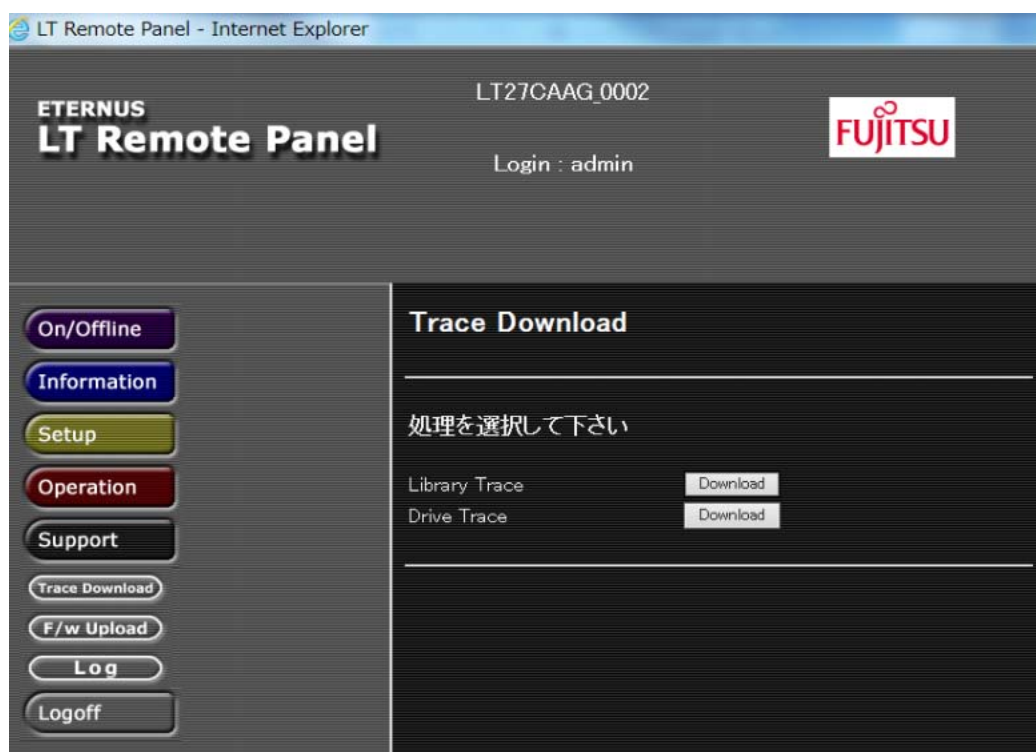 LT Remote Panel - Internet Explorer
ETERNUS
LT Remote Panel
LT27CAAG_0002
Login : admin
FUJITSU
On/Offline
Information
Setup
Operation
Support
Trace Download
F/w Upload
Log
Logoff
Trace Download
処理を選択して下さい
Library Trace Download
Drive Trace Download